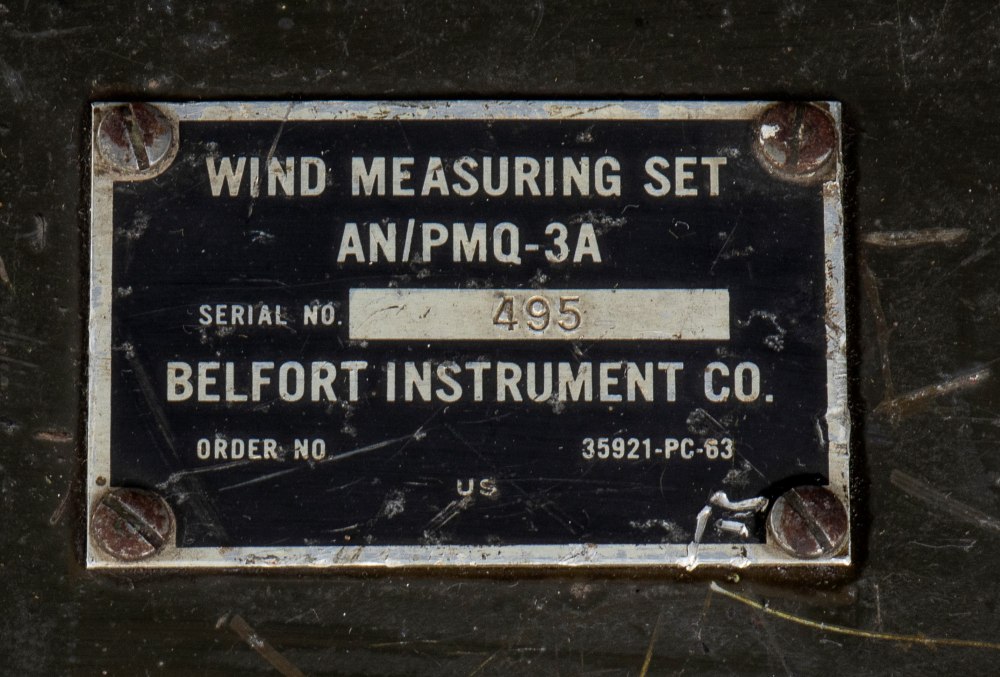 WIND MEASURING SET
AN/PMQ-3A
SERIAL NO. 495
BELFORT INSTRUMENT CO.
ORDER NO 35921-PC-63
US